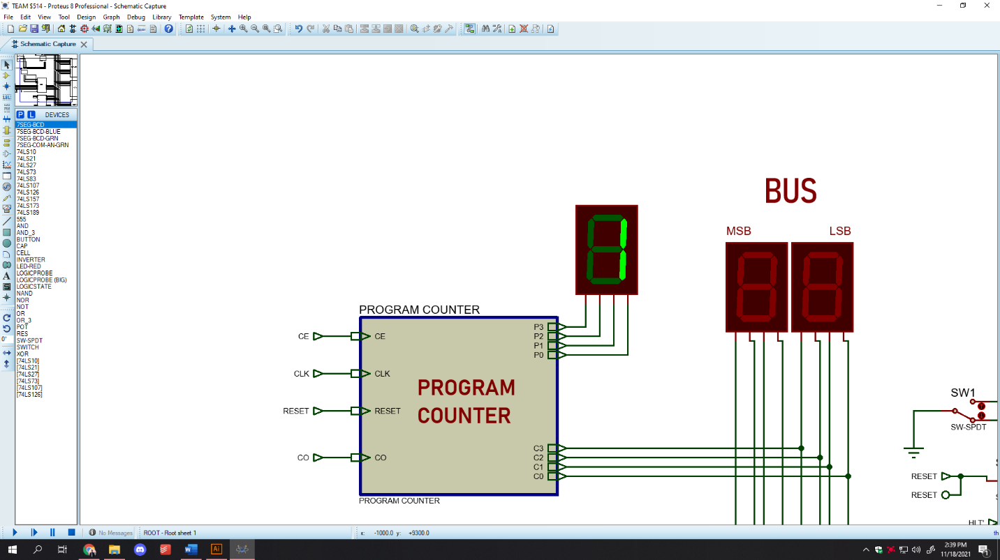 TEAM $514 - Proteus 8 Professional - Schematic Capture
File Edit View Tool Design Graph Debug Library Template System Help
Schematic Capture
P L DEVICES
7SEG-BCD
7SEG-BCD-BLUE
7SEG-BCD-GRN
7SEG-COM-AN-GRN
74LS10
74LS21
74LS27
74LS73
74LS83
74LS107
74LS126
74LS157
74LS173
74LS189
555
AND
AND_3
BUTTON
CAP
CELL
INVERTER
LED-RED
LOGICPROBE
LOGICPROBE (BIG)
LOGICSTATE
NAND
NOR
NOT
OR
OR_3
POT
RES
SW-SPDT
SWITCH
XOR
[74LS10]
[74LS21]
[74LS27]
[74LS73]
[74LS107]
[74LS126]
0°
BUS
MSB LSB
PROGRAM COUNTER
CE CE
CLK CLK
RESET RESET
CO CO
P3
P2
P1
P0
PROGRAM
COUNTER
C3
C2
C1
C0
PROGRAM COUNTER
SW1
SW-SPDT
RESET
RESET
HLT'
No Messages ROOT - Root sheet 1 x: -1000.0 y: +9300.0 th
2:39 PM
11/18/2021